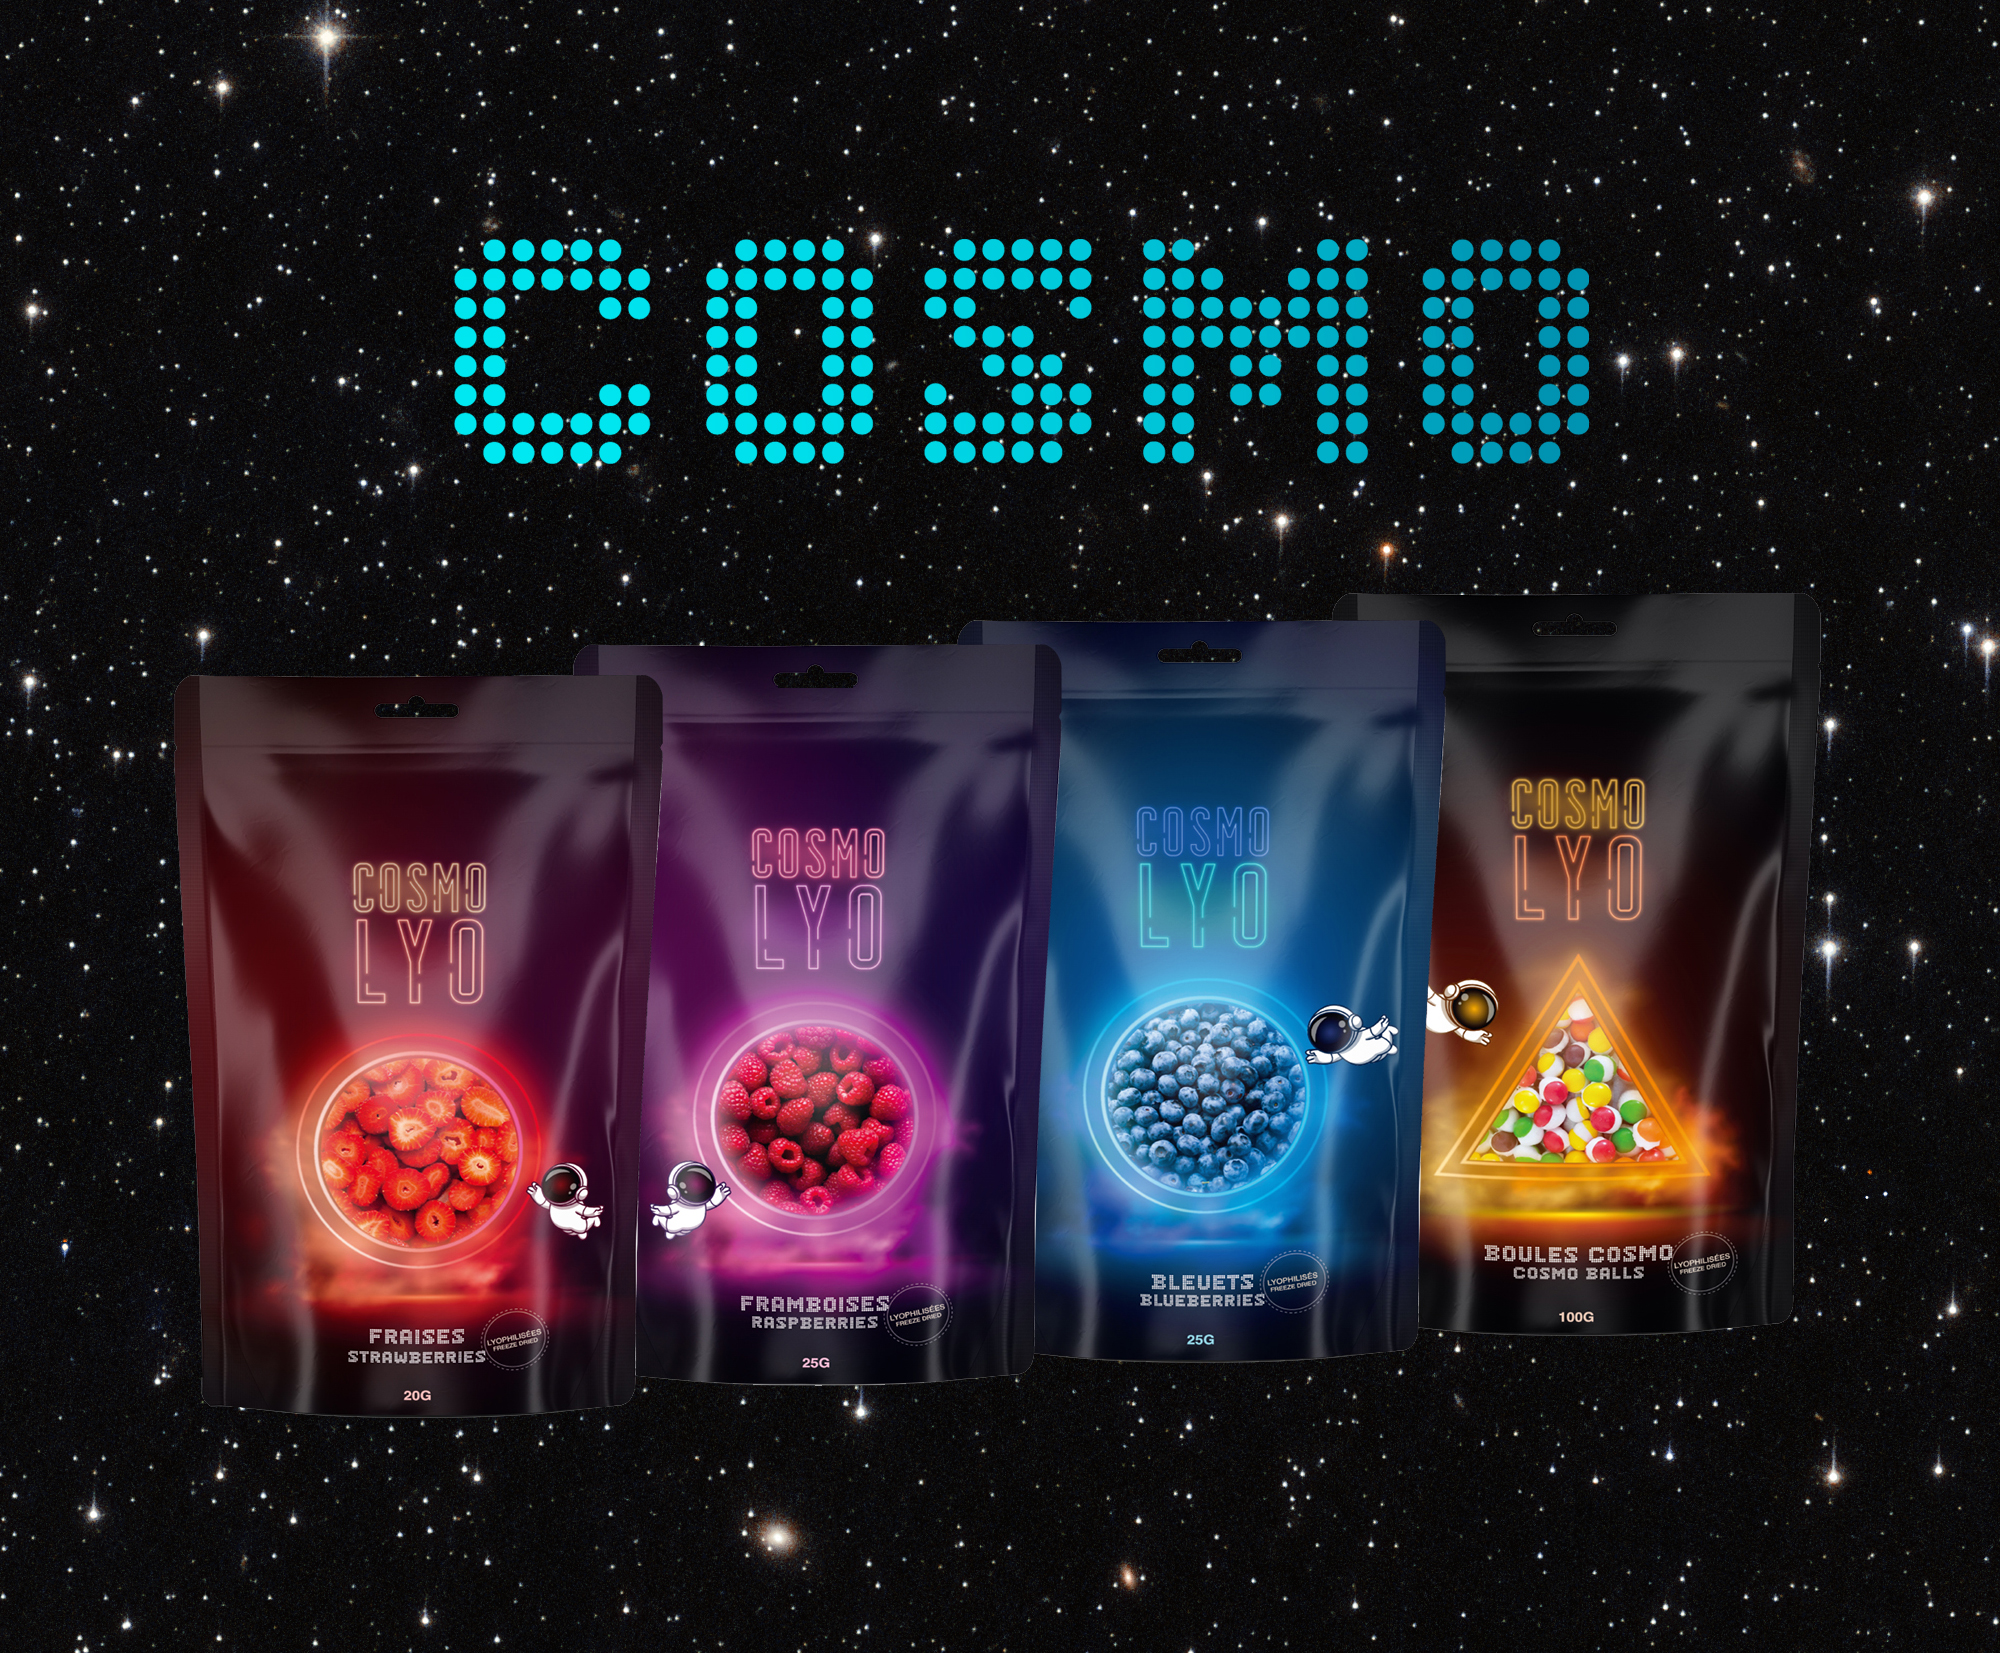 COSMO
COSMO
LYO
FRAISES
STRAWBERRIES
LYOPHILISÉES
FREEZE DRIED
20G
COSMO
LYO
FRAMBOISES
RASPBERRIES
LYOPHILISÉES
FREEZE DRIED
25G
COSMO
LYO
BLEUETS
BLUEBERRIES
LYOPHILISÉS
FREEZE DRIED
25G
COSMO
LYO
BOULES COSMO
COSMO BALLS
LYOPHILISÉES
FREEZE DRIED
100G